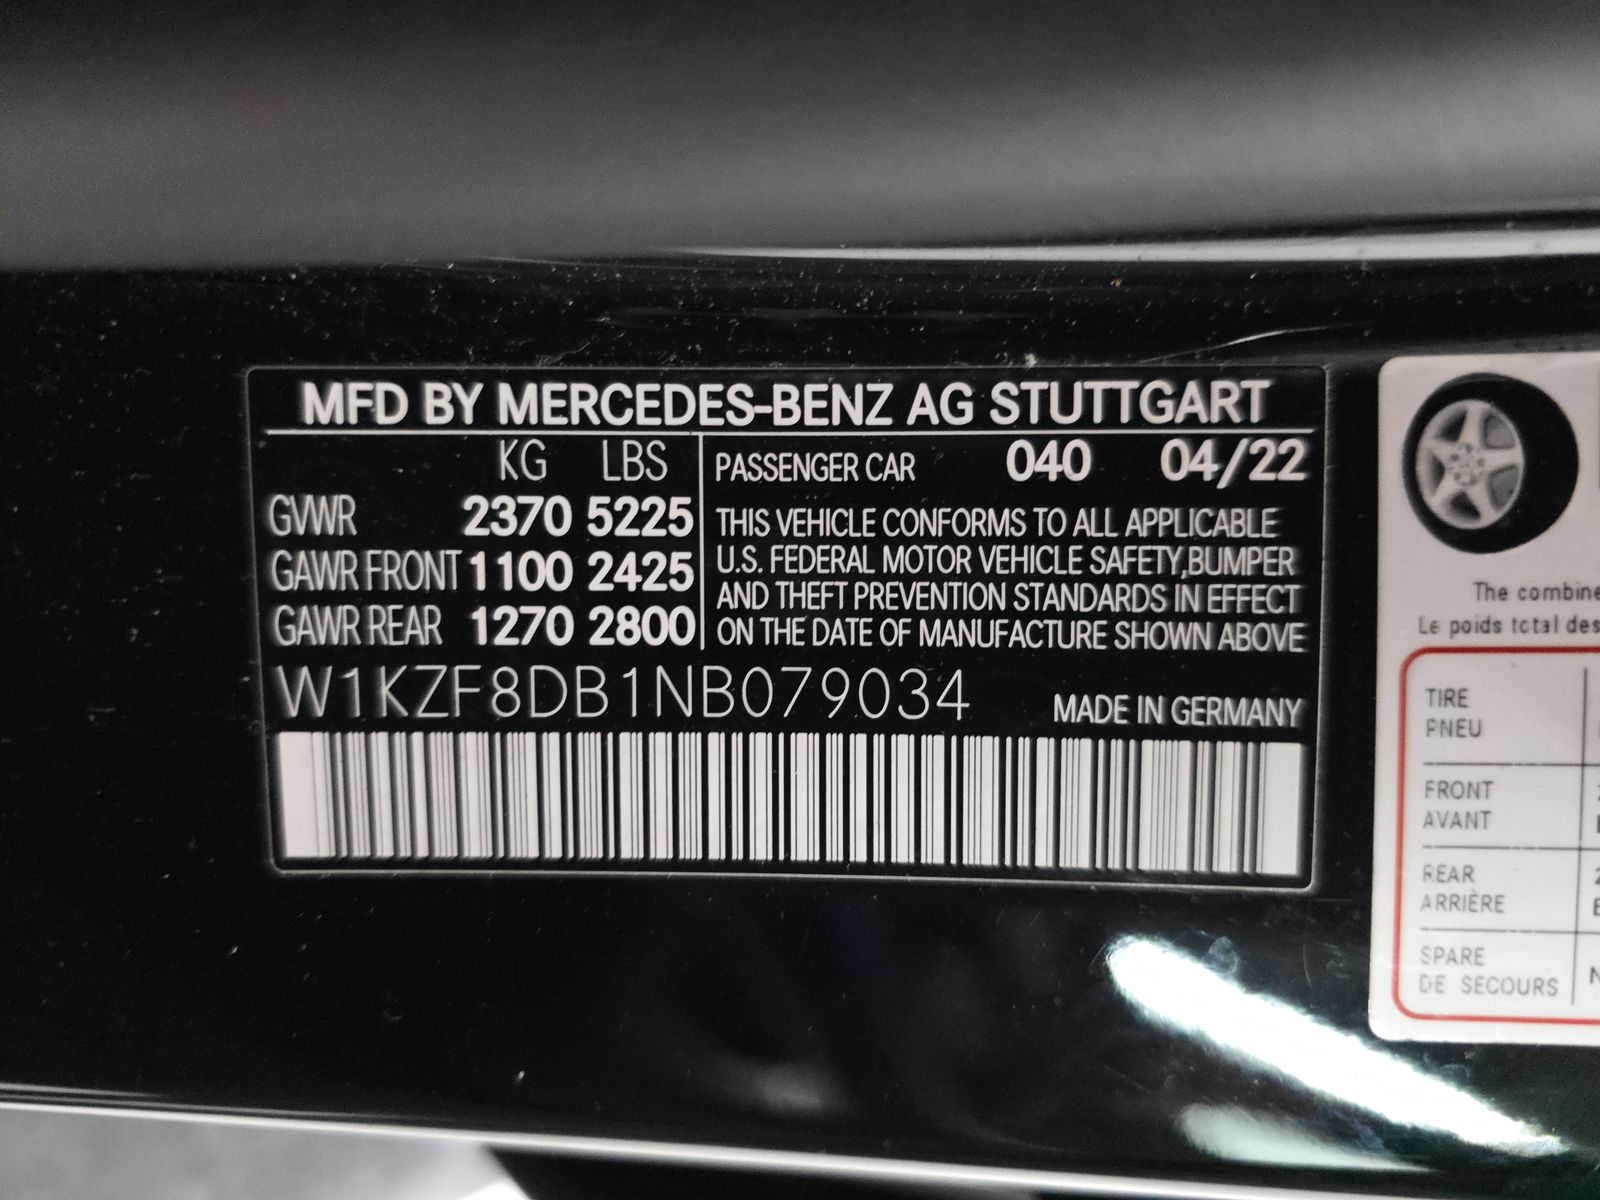 MFD BY MERCEDES-BENZ AG STUTTGART
KG LBS
GVWR 2370 5225
GAWR FRONT 1100 2425
GAWR REAR 1270 2800
PASSENGER CAR 040 04/22
THIS VEHICLE CONFORMS TO ALL APPLICABLE
U.S. FEDERAL MOTOR VEHICLE SAFETY,BUMPER
AND THEFT PREVENTION STANDARDS IN EFFECT
ON THE DATE OF MANUFACTURE SHOWN ABOVE
W1KZF8DB1NB079034
MADE IN GERMANY
The combine
Le poids total des
TIRE
PNEU
FRONT
AVANT
REAR
ARRIÈRE
SPARE
DE SECOURS